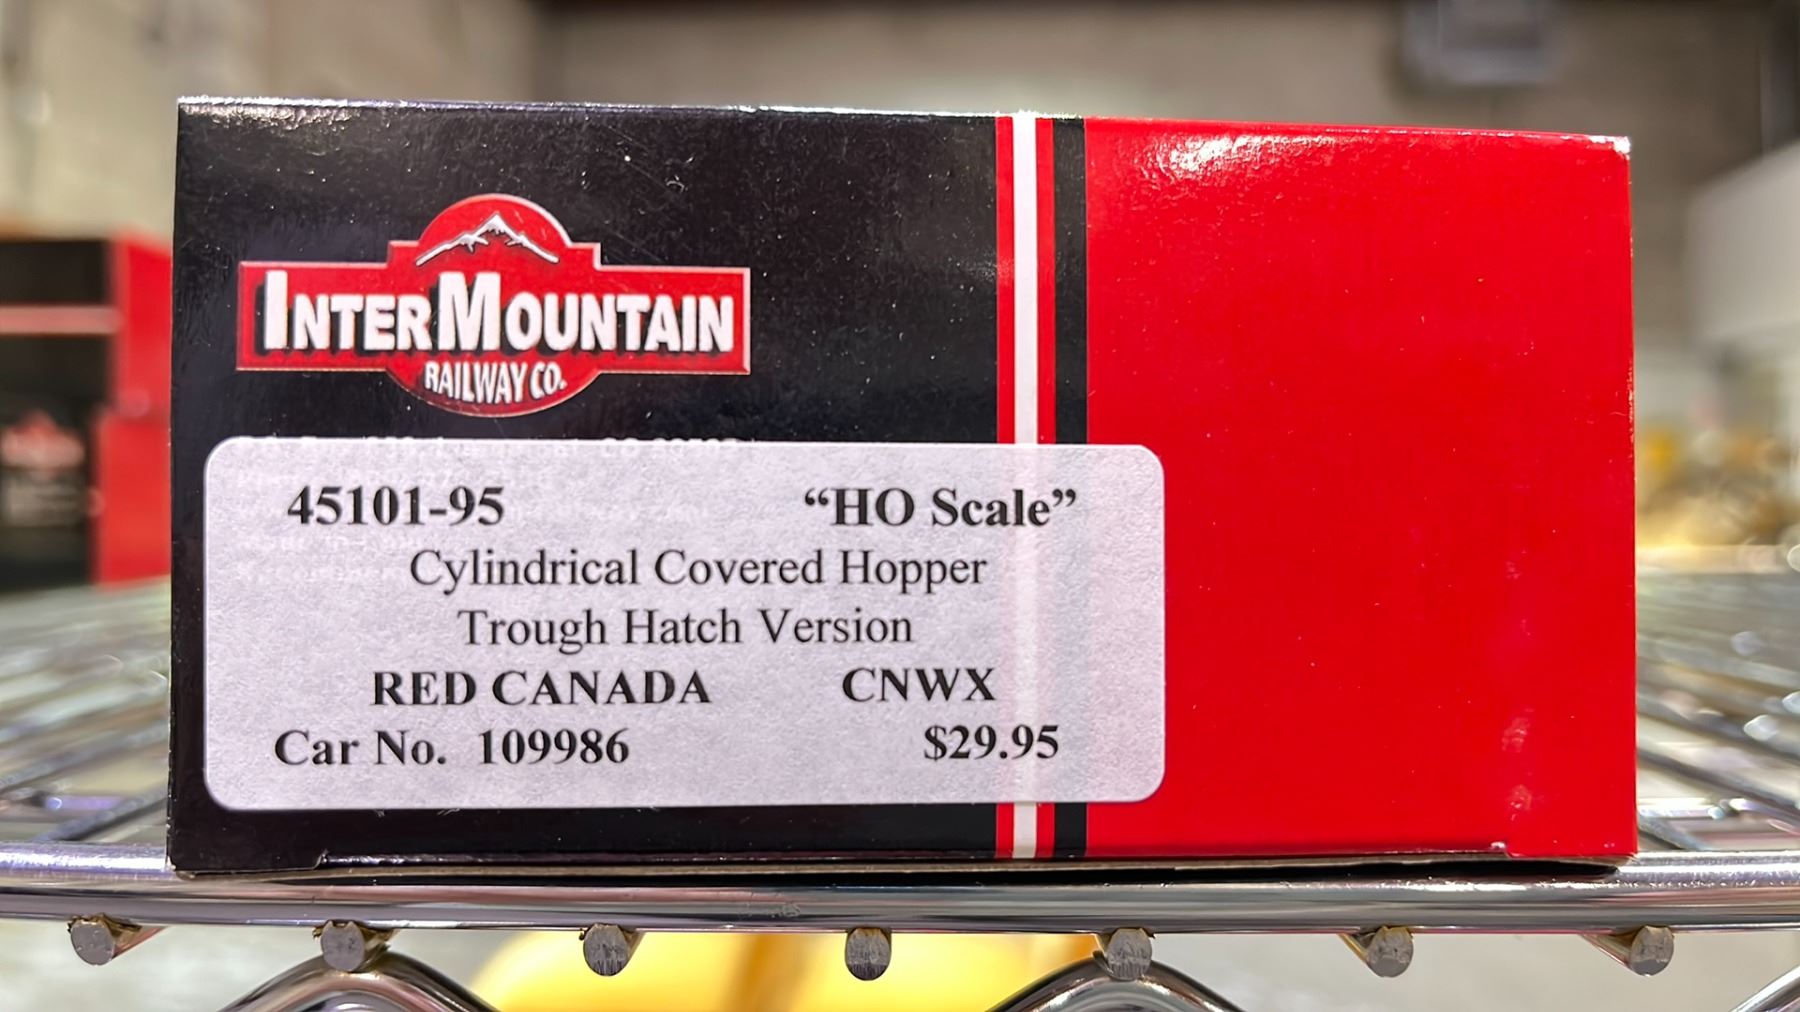 INTERMOUNTAIN
RAILWAY CO.
45101-95 “HO Scale”
Cylindrical Covered Hopper
Trough Hatch Version
RED CANADA CNWX
Car No. 109986 $29.95